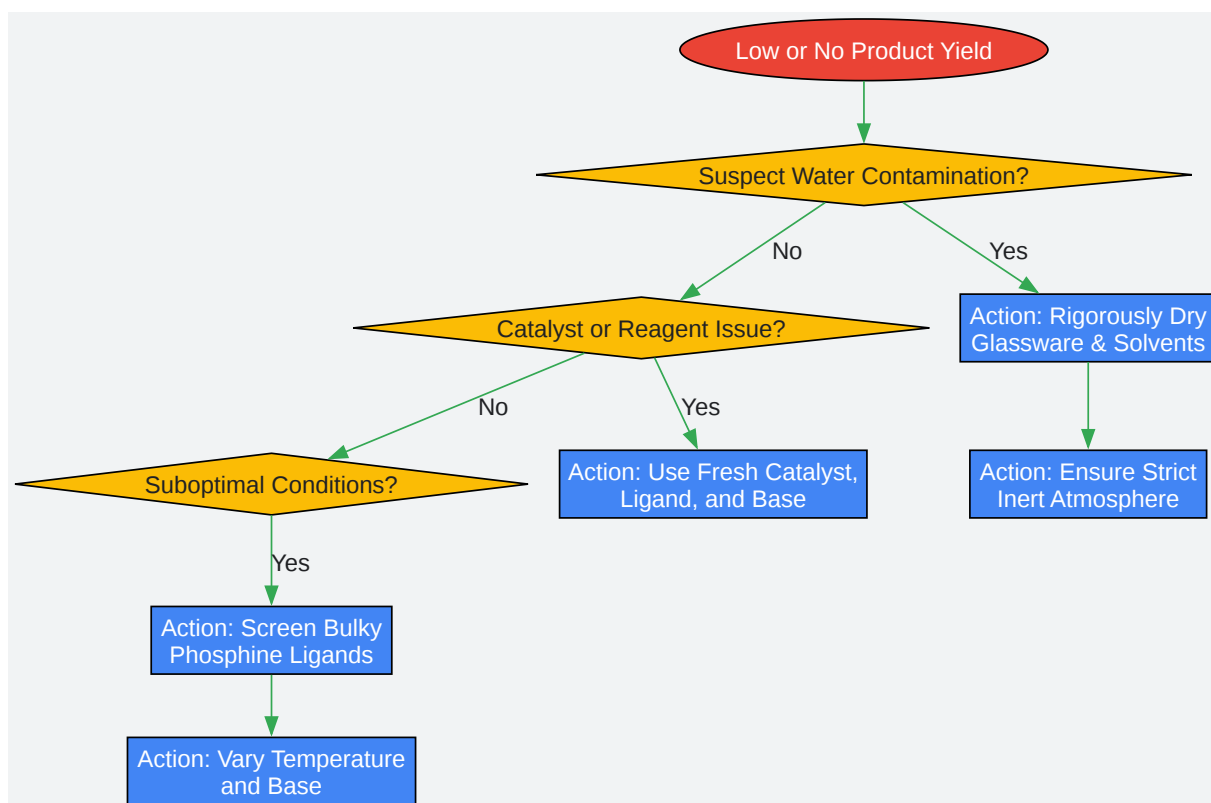 Low or No Product Yield
Suspect Water Contamination?
No
Yes
Catalyst or Reagent Issue?
Action: Rigorously Dry
Glassware & Solvents
No
Yes
Suboptimal Conditions?
Action: Use Fresh Catalyst,
Ligand, and Base
Action: Ensure Strict
Inert Atmosphere
Yes
Action: Screen Bulky
Phosphine Ligands
Action: Vary Temperature
and Base